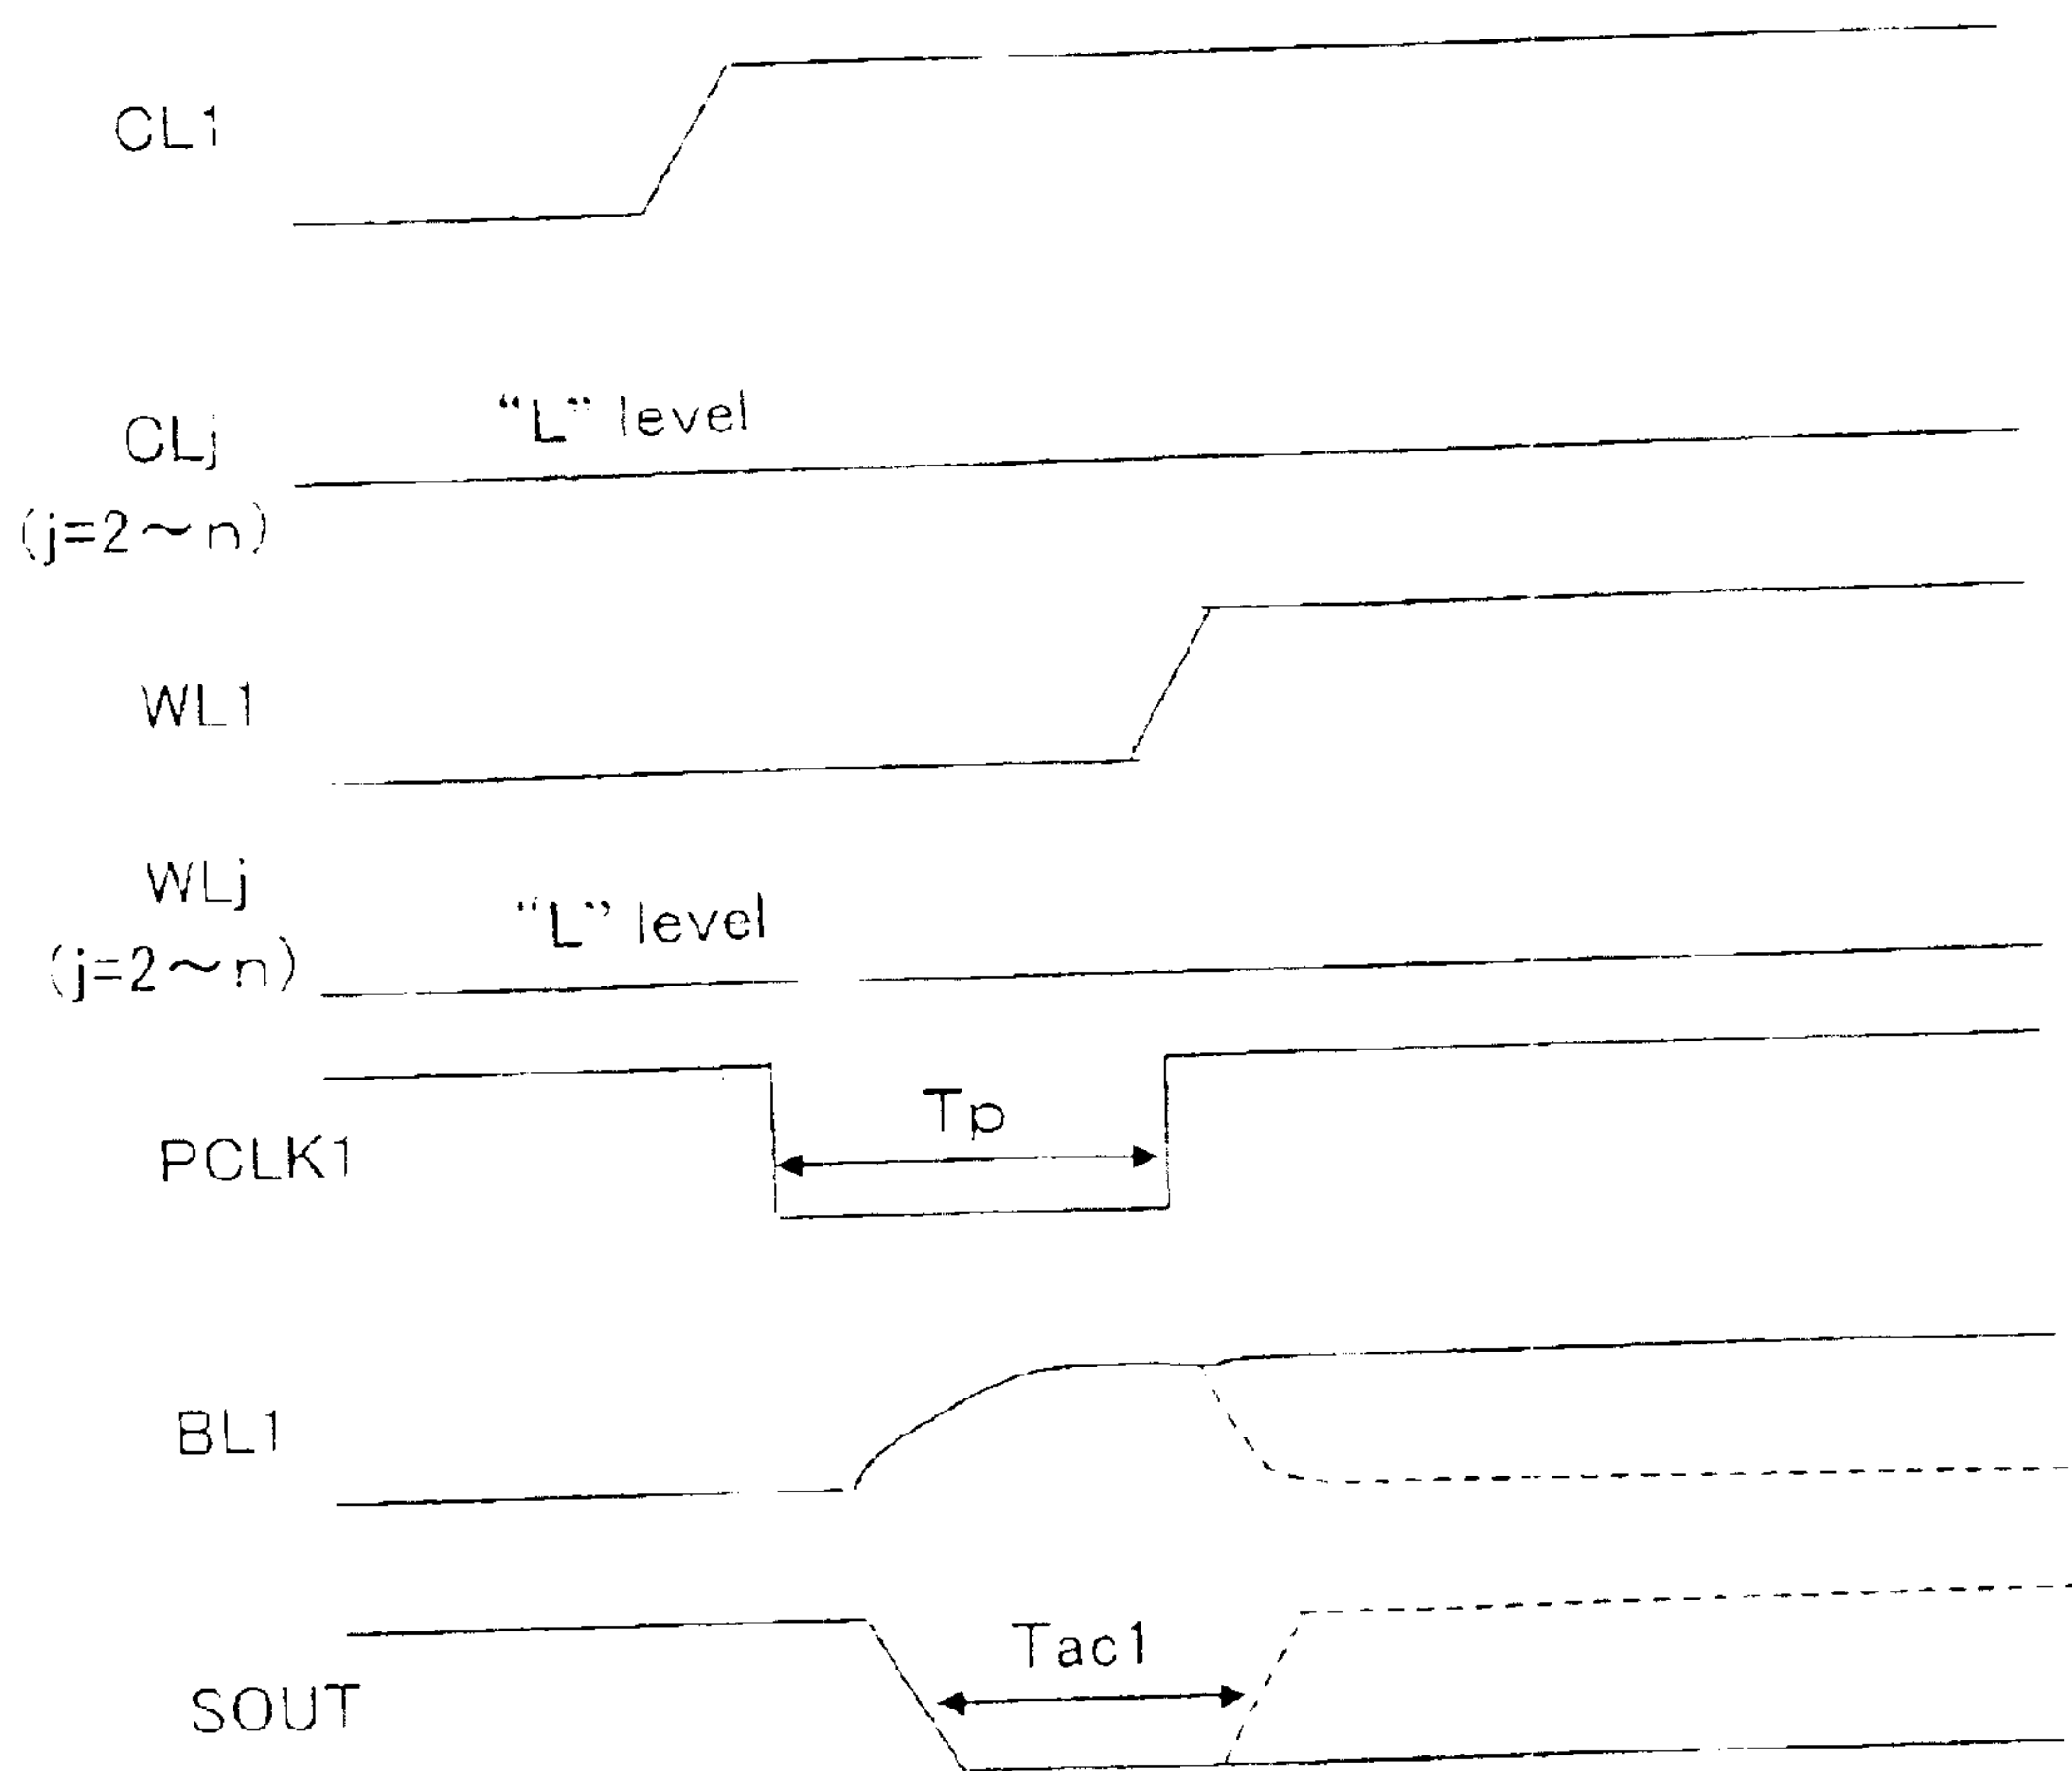 CL1
“L” level
CLj
(j=2～n)
WL1
WLj
“L” level
(j=2～n)
Tp
PCLK1
BL1
Tac1
SOUT